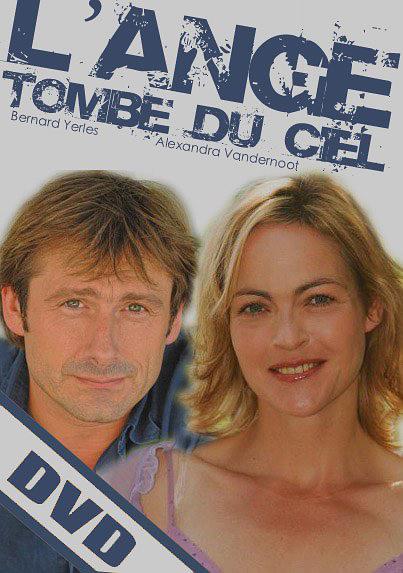 L'ANGE
TOMBE DU CIEL
Bernard Yerles
Alexandra Vandernoot
DVD